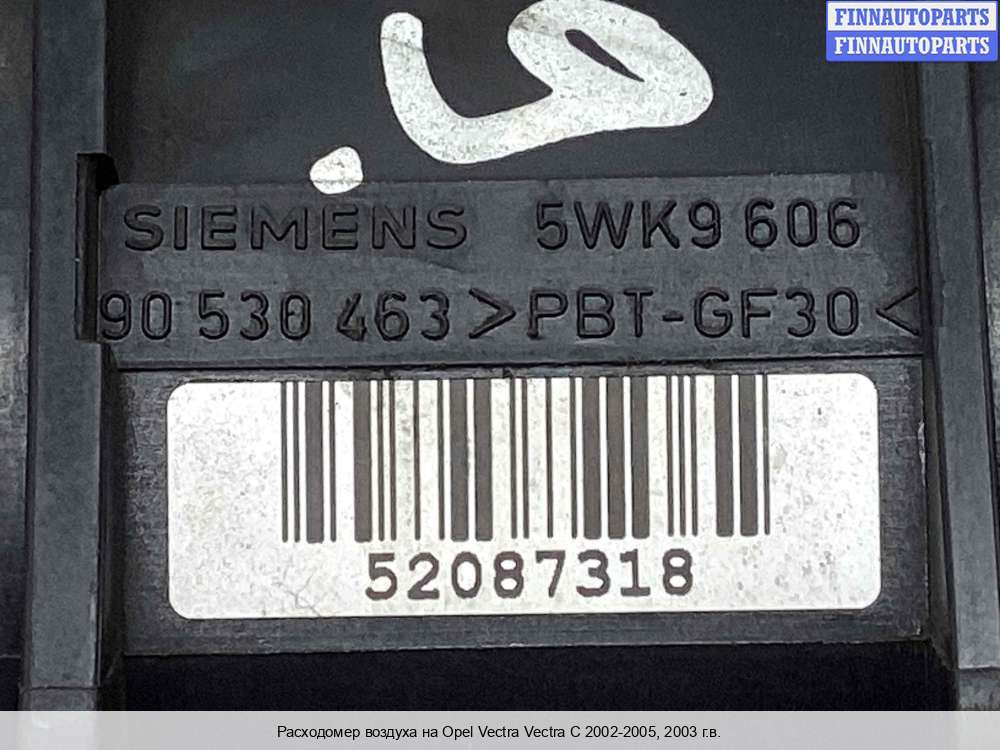 FINNAUTOPARTS
FINNAUTOPARTS
SIEMENS 5WK9 606
90 530 463 >PBT-GF30<
52087318
Расходомер воздуха на Opel Vectra Vectra C 2002-2005, 2003 г.в.